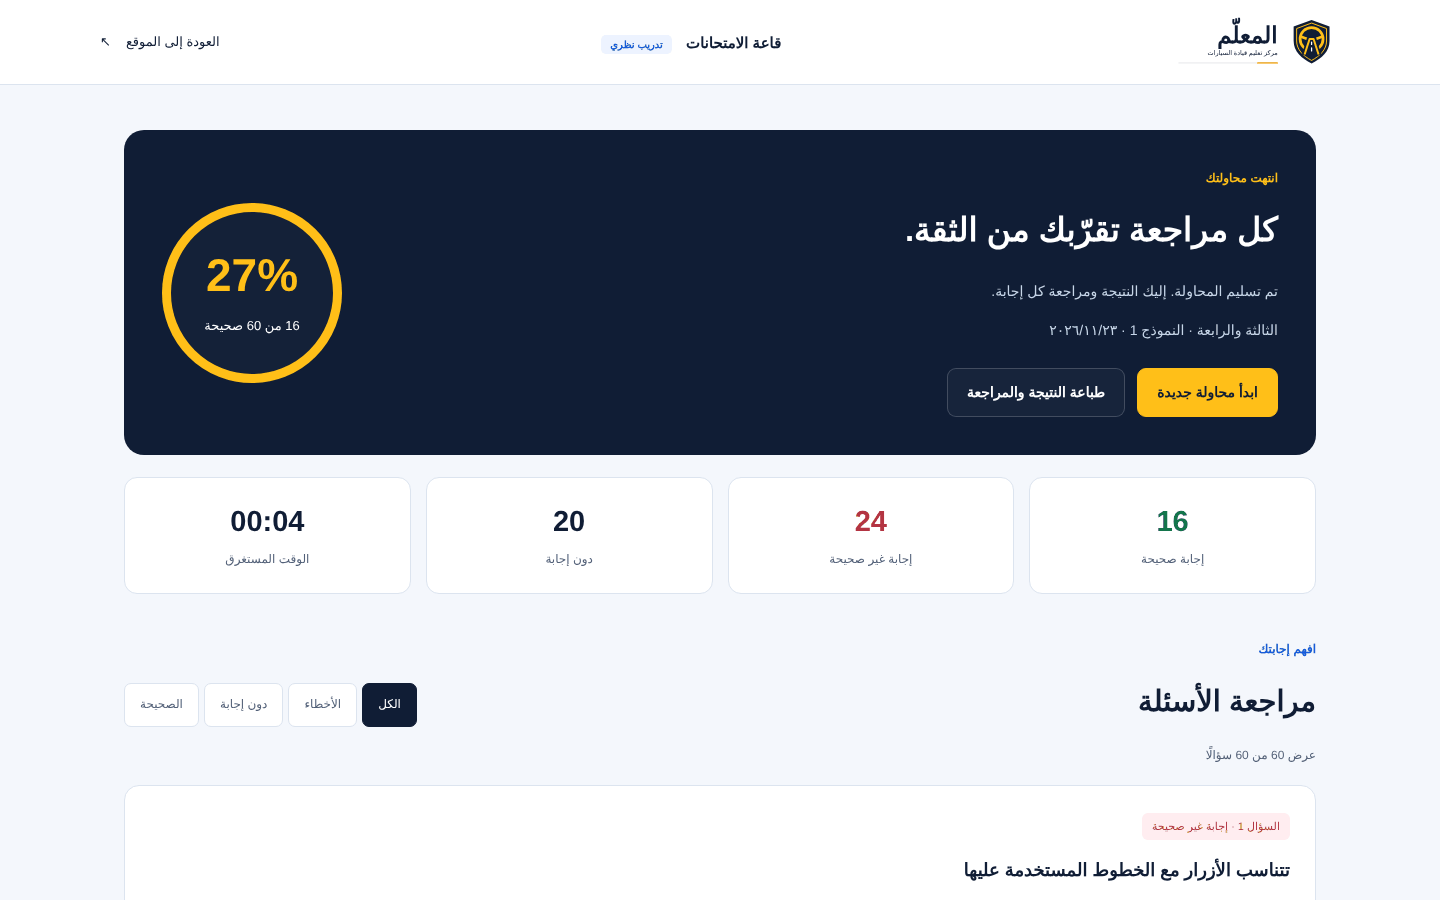 المعلّم
مركز تعليم قيادة السيارات
قاعة الامتحانات
تدريب نظري
العودة إلى الموقع ↖
انتهت محاولتك
كل مراجعة تقرّبك من الثقة.
تم تسليم المحاولة. إليك النتيجة ومراجعة كل إجابة.
الثالثة والرابعة · النموذج 1 · ٢٠٢٦/١١/٢٣
ابدأ محاولة جديدة
طباعة النتيجة والمراجعة
27%
16 من 60 صحيحة
16
إجابة صحيحة
24
إجابة غير صحيحة
20
دون إجابة
00:04
الوقت المستغرق
افهم إجابتك
مراجعة الأسئلة
الكل
الأخطاء
دون إجابة
الصحيحة
عرض 60 من 60 سؤالًا
السؤال 1 · إجابة غير صحيحة
تتناسب الأزرار مع الخطوط المستخدمة عليها